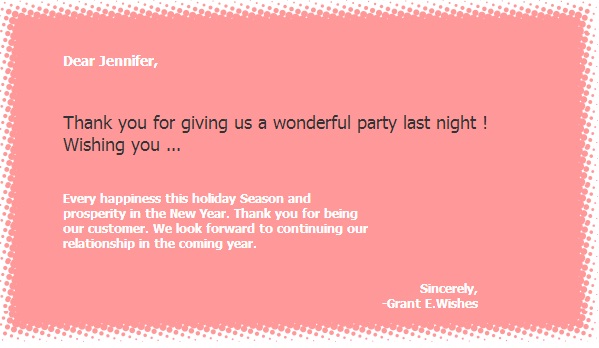 Dear Jennifer,
Thank you for giving us a wonderful party last night !
Wishing you ...
Every happiness this holiday Season and
prosperity in the New Year. Thank you for being
our customer. We look forward to continuing our
relationship in the coming year.
Sincerely,
-Grant E.Wishes